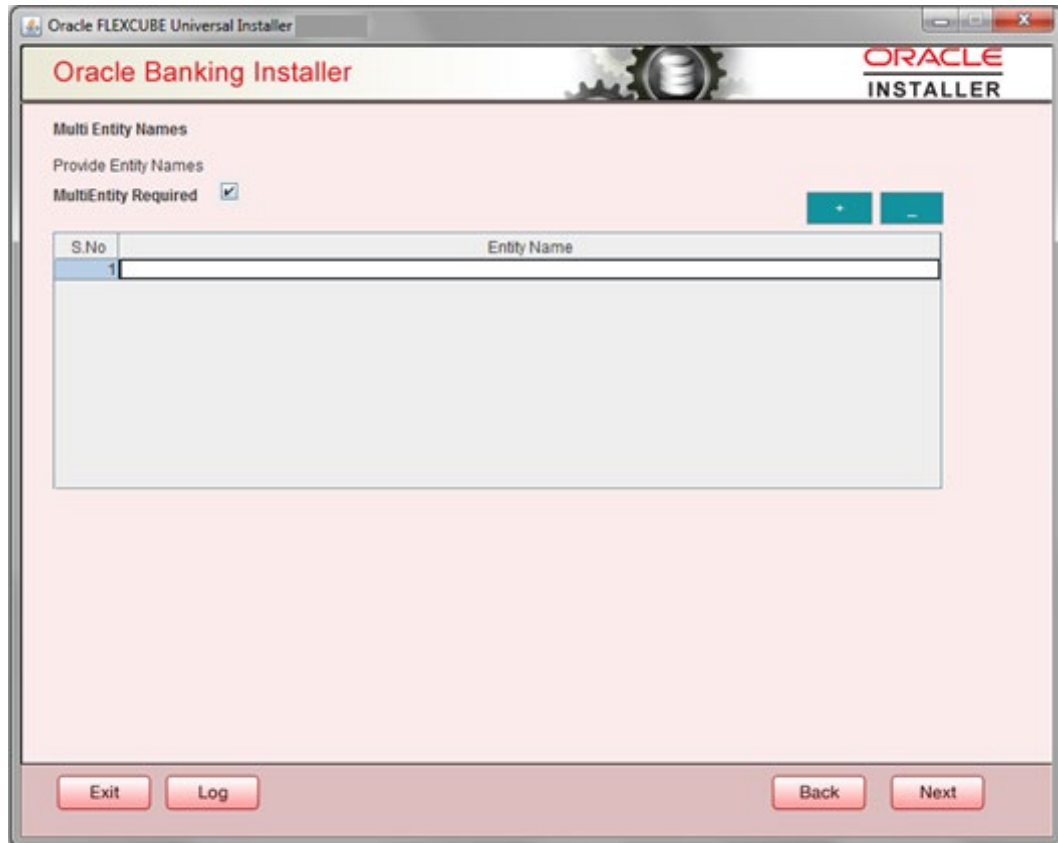 Oracle FLEXCUBE Universal Installer
Oracle Banking Installer
ORACLE
INSTALLER
Multi Entity Names
Provide Entity Names
MultiEntity Required
+ _
S.No Entity Name
1
Exit Log Back Next